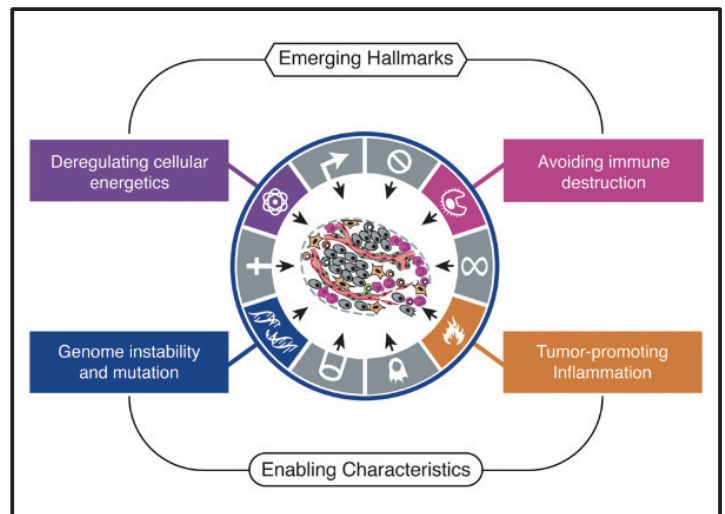 Emerging Hallmarks
Deregulating cellular
energetics
Avoiding immune
destruction
Genome instability
and mutation
Tumor-promoting
Inflammation
Enabling Characteristics